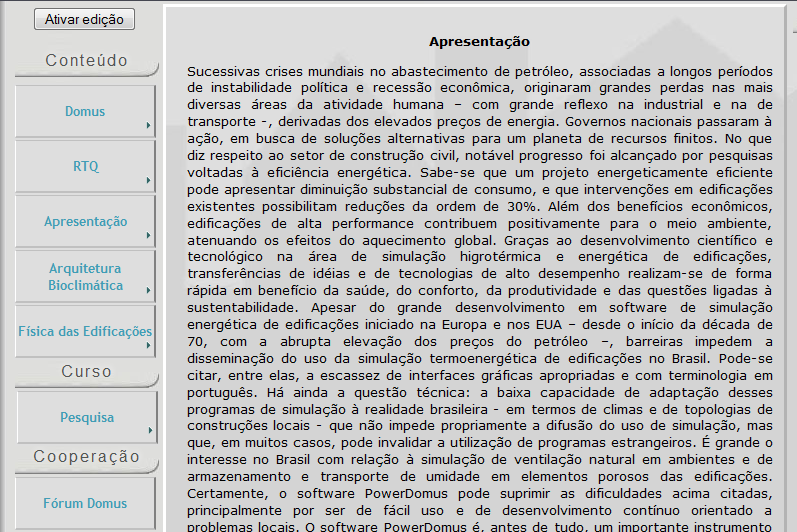 Ativar edição
Conteúdo
Domus
RTQ
Apresentação
Arquitetura
Bioclimática
Física das Edificações
Curso
Pesquisa
Cooperação
Fórum Domus
Apresentação
Sucessivas crises mundiais no abastecimento de petróleo, associadas a longos períodos
de instabilidade política e recessão econômica, originaram grandes perdas nas mais
diversas áreas da atividade humana – com grande reflexo na industrial e na de
transporte -, derivadas dos elevados preços de energia. Governos nacionais passaram à
ação, em busca de soluções alternativas para um planeta de recursos finitos. No que
diz respeito ao setor de construção civil, notável progresso foi alcançado por pesquisas
voltadas à eficiência energética. Sabe-se que um projeto energeticamente eficiente
pode apresentar diminuição substancial de consumo, e que intervenções em edificações
existentes possibilitam reduções da ordem de 30%. Além dos benefícios econômicos,
edificações de alta performance contribuem positivamente para o meio ambiente,
atenuando os efeitos do aquecimento global. Graças ao desenvolvimento científico e
tecnológico na área de simulação higrotérmica e energética de edificações,
transferências de idéias e de tecnologias de alto desempenho realizam-se de forma
rápida em benefício da saúde, do conforto, da produtividade e das questões ligadas à
sustentabilidade. Apesar do grande desenvolvimento em software de simulação
energética de edificações iniciado na Europa e nos EUA – desde o início da década de
70, com a abrupta elevação dos preços do petróleo –, barreiras impedem a
disseminação do uso da simulação termoenergética de edificações no Brasil. Pode-se
citar, entre elas, a escassez de interfaces gráficas apropriadas e com terminologia em
português. Há ainda a questão técnica: a baixa capacidade de adaptação desses
programas de simulação à realidade brasileira - em termos de climas e de topologias de
construções locais - que não impede propriamente a difusão do uso de simulação, mas
que, em muitos casos, pode invalidar a utilização de programas estrangeiros. É grande o
interesse no Brasil com relação à simulação de ventilação natural em ambientes e de
armazenamento e transporte de umidade em elementos porosos das edificações.
Certamente, o software PowerDomus pode suprimir as dificuldades acima citadas,
principalmente por ser de fácil uso e de desenvolvimento contínuo orientado a
problemas locais. O software PowerDomus é, antes de tudo, um importante instrumento